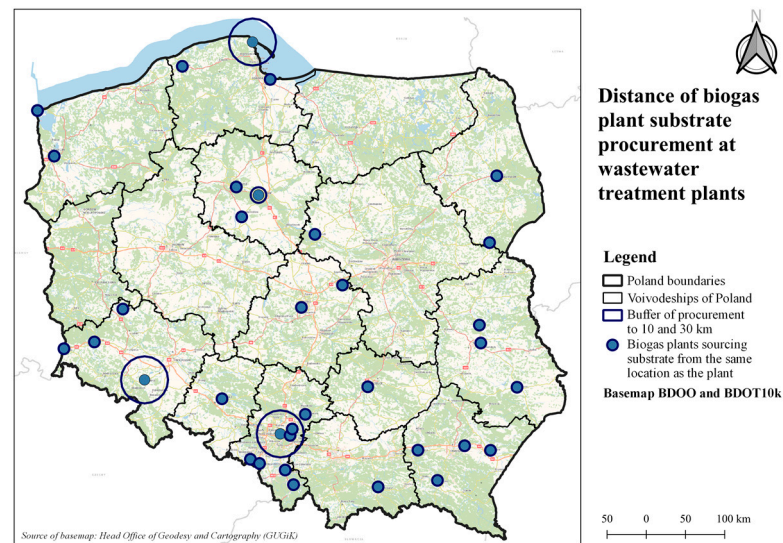 N
Distance of biogas
plant substrate
procurement at
wastewater
treatment plants
Legend
Poland boundaries
Voivodeships of Poland
Buffer of procurement
to 10 and 30 km
Biogas plants sourcing
substrate from the same
location as the plant
Basemap BDOO and BDOT10k
50 0 50 100 km
Source of basemap: Head Office of Geodesy and Cartography (GUGiK)